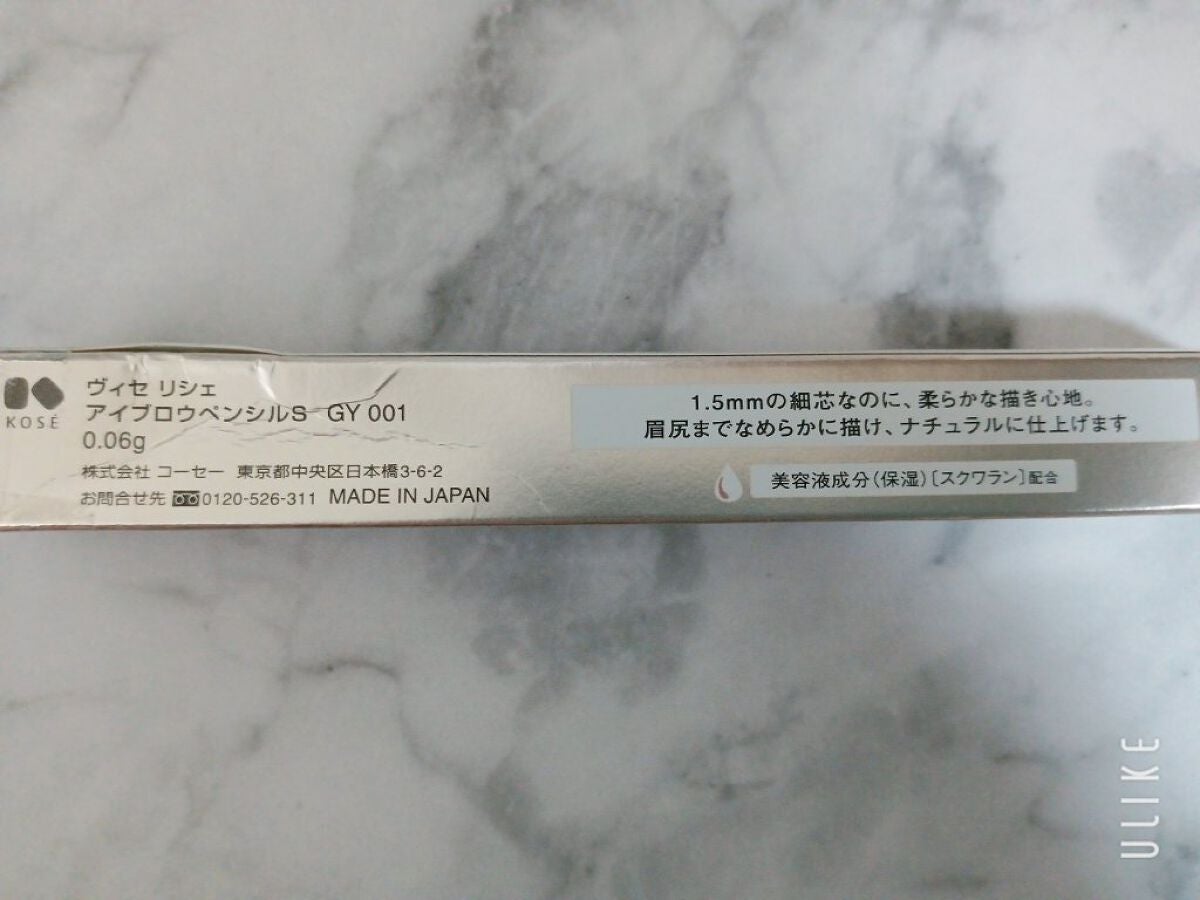 KOSÉ
ヴィセ リシェ
アイブロウペンシルS GY 001
0.06g
株式会社 コーセー 東京都中央区日本橋3-6-2
お問合せ先 0120-526-311 MADE IN JAPAN
1.5mmの細芯なのに、柔らかな描き心地。
眉尻までなめらかに描け、ナチュラルに仕上げます。
美容液成分(保湿)〔スクワラン〕配合
ULIKE